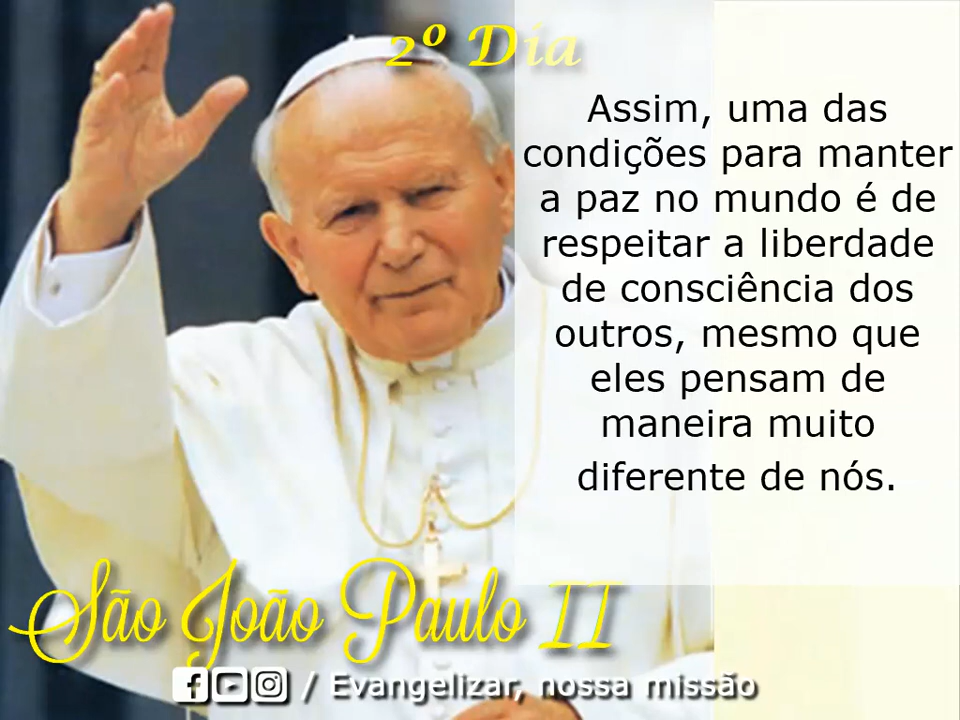 2º Dia
Assim, uma das
condições para manter
a paz no mundo é de
respeitar a liberdade
de consciência dos
outros, mesmo que
eles pensam de
maneira muito
diferente de nós.
São João Paulo II
/ Evangelizar, nossa missão